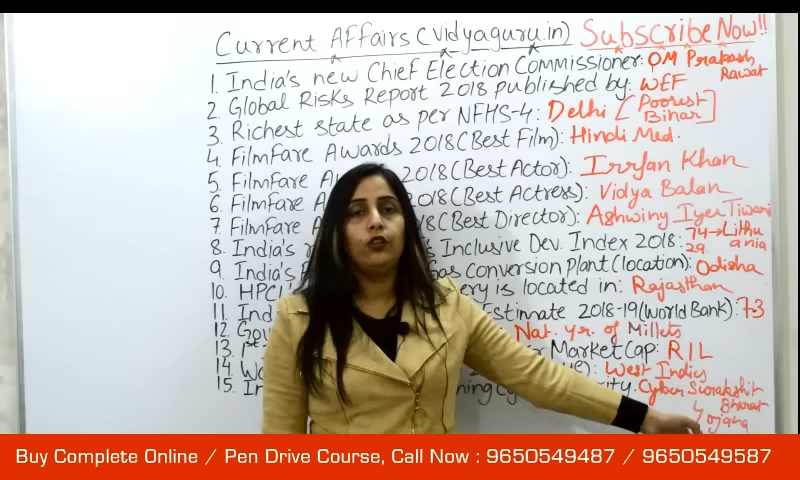 Current Affairs (Vidyaguru.in) Subscribe Now!!
1. India's new Chief Election Commissioner: OM Prakash Rawat
2. Global Risks Report 2018 published by: WEF
3. Richest state as per NFHS-4: Delhi [Poorest Bihar]
4. Filmfare Awards 2018 (Best Film): Hindi Med.
5. Filmfare 2018 (Best Actor): Irrfan Khan
6. Filmfare 2018 (Best Actress): Vidya Balan
7. Filmfare 2018 (Best Director): Ashwiny Iyer Tiwari
8. India's Inclusive Dev. Index 2018: 74→Lithuania
29.
9. India's Gas Conversion plant (location): Odisha
10. HPCL's is located in: Rajasthan
11. Estimate 2018-19 (World Bank): 7.3
12. Nat. yr. of Millets
13. Market Cap: RIL
14. West Indies
15. Cyber Surakshit Bharat Yojana
Buy Complete Online / Pen Drive Course, Call Now : 9650549487 / 9650549587